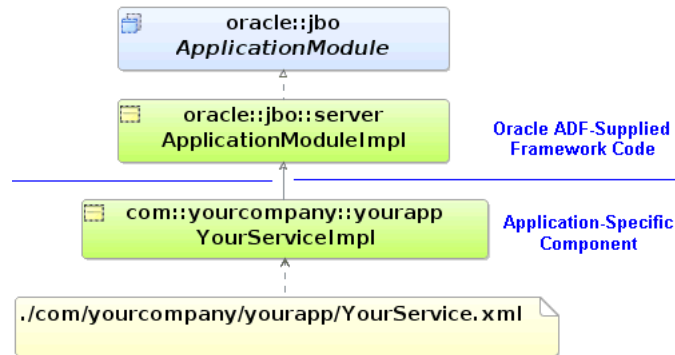 oracle::jbo
ApplicationModule
oracle::jbo::server
ApplicationModuleImpl
Oracle ADF-Supplied
Framework Code
com::yourcompany::yourapp
YourServiceImpl
Application-Specific
Component
./com/yourcompany/yourapp/YourService.xml